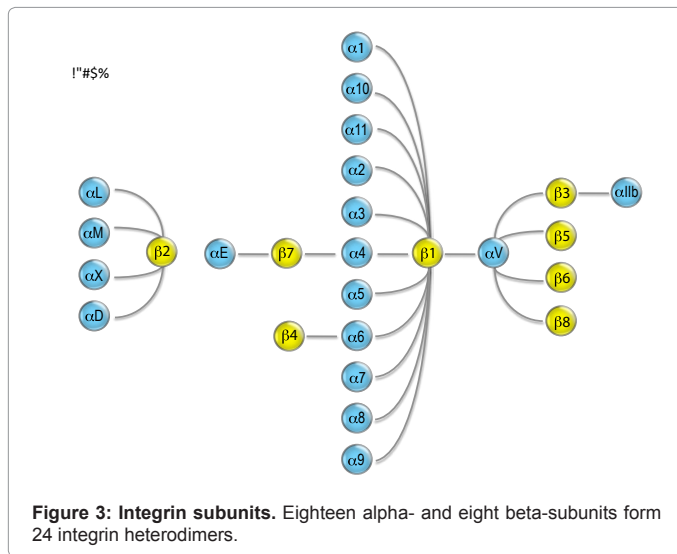 !"#$%
α1
α10
α11
α2
αL
α3
β3
αIIb
αM
β5
β2
αE
β7
α4
β1
αV
αX
α5
β6
αD
β4
α6
β8
α7
α8
α9
Figure 3: Integrin subunits. Eighteen alpha- and eight beta-subunits form
24 integrin heterodimers.